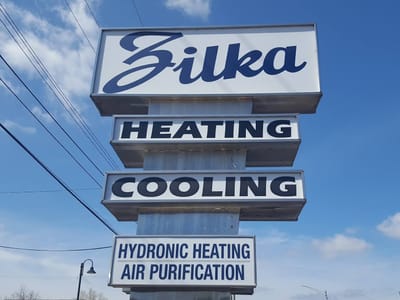 Zilka
HEATING
COOLING
HYDRONIC HEATING
AIR PURIFICATION